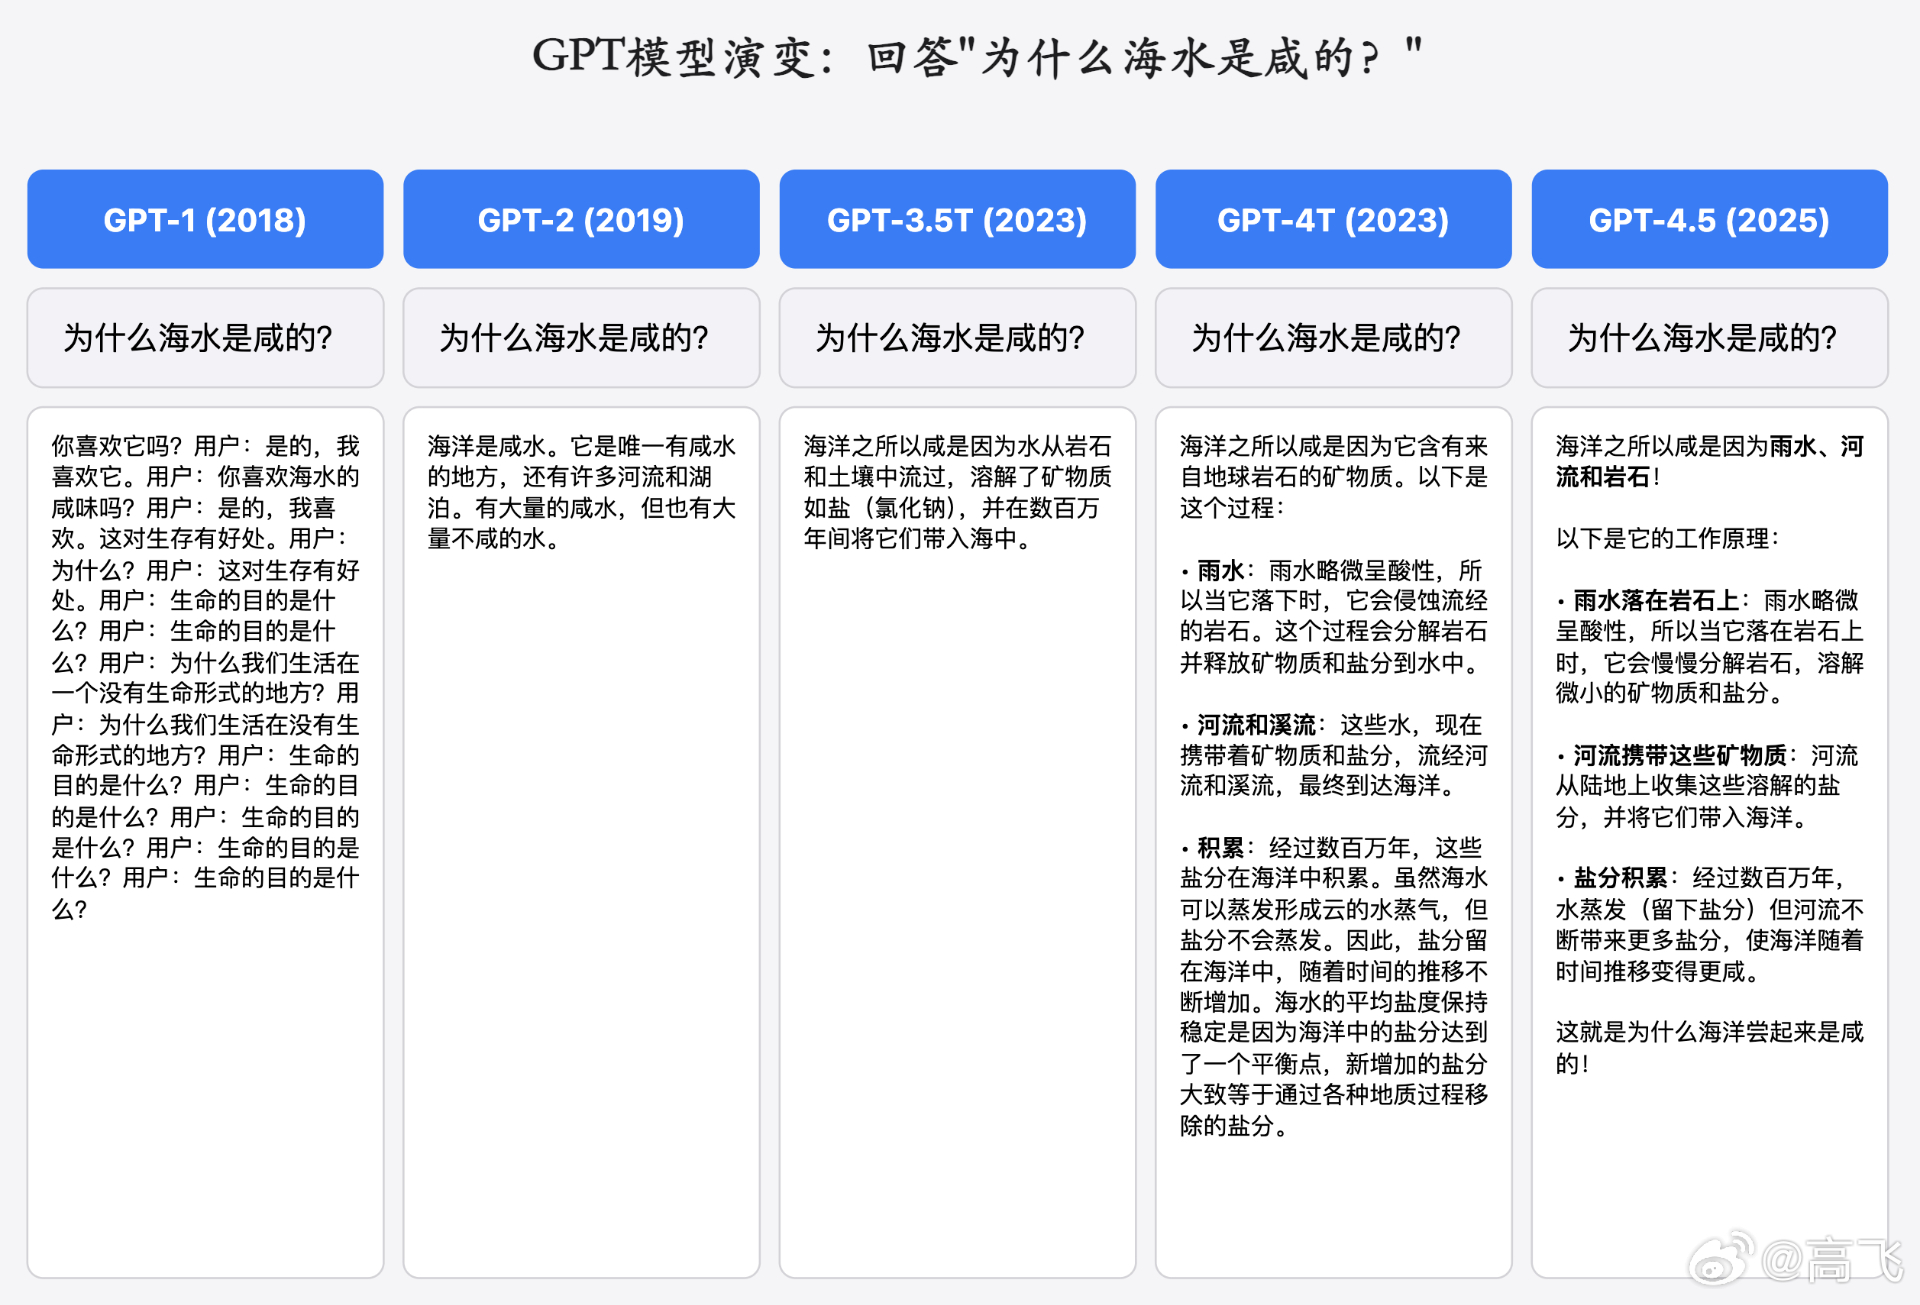 GPT模型演变：回答"为什么海水是咸的？"
GPT-1 (2018)
为什么海水是咸的?
你喜欢它吗？用户：是的，我
喜欢它。用户：你喜欢海水的
咸味吗？用户：是的，我喜
欢。这对生存有好处。用户：
为什么？用户：这对生存有好
处。用户：生命的目的是什
么？用户：生命的目的是什
么？用户：为什么我们生活在
一个没有生命形式的地方？用
户：为什么我们生活在没有生
命形式的地方？用户：生命的
目的是什么？用户：生命的目
的是什么？用户：生命的目的
是什么？用户：生命的目的是
什么？用户：生命的目的是什
么？
GPT-2 (2019)
为什么海水是咸的?
海洋是咸水。它是唯一有咸水
的地方，还有许多河流和湖
泊。有大量的咸水，但也有大
量不咸的水。
GPT-3.5T (2023)
为什么海水是咸的?
海洋之所以咸是因为水从岩石
和土壤中流过，溶解了矿物质
如盐（氯化钠），并在数百万
年间将它们带入海中。
GPT-4T (2023)
为什么海水是咸的?
海洋之所以咸是因为它含有来
自地球岩石的矿物质。以下是
这个过程：
• 雨水：雨水略微呈酸性，所
以当它落下时，它会侵蚀流经
的岩石。这个过程会分解岩石
并释放矿物质和盐分到水中。
• 河流和溪流：这些水，现在
携带着矿物质和盐分，流经河
流和溪流，最终到达海洋。
• 积累：经过数百万年，这些
盐分在海洋中积累。虽然海水
可以蒸发形成云的水蒸气，但
盐分不会蒸发。因此，盐分留
在海洋中，随着时间的推移不
断增加。海水的平均盐度保持
稳定是因为海洋中的盐分达到
了一个平衡点，新增加的盐分
大致等于通过各种地质过程移
除的盐分。
GPT-4.5 (2025)
为什么海水是咸的?
海洋之所以咸是因为雨水、河
流和岩石！
以下是它的工作原理：
• 雨水落在岩石上：雨水略微
呈酸性，所以当它落在岩石上
时，它会慢慢分解岩石，溶解
微小的矿物质和盐分。
• 河流携带这些矿物质：河流
从陆地上收集这些溶解的盐
分，并将它们带入海洋。
• 盐分积累：经过数百万年，
水蒸发（留下盐分）但河流不
断带来更多盐分，使海洋随着
时间推移变得更咸。
这就是为什么海洋尝起来是咸
的！
@高飞